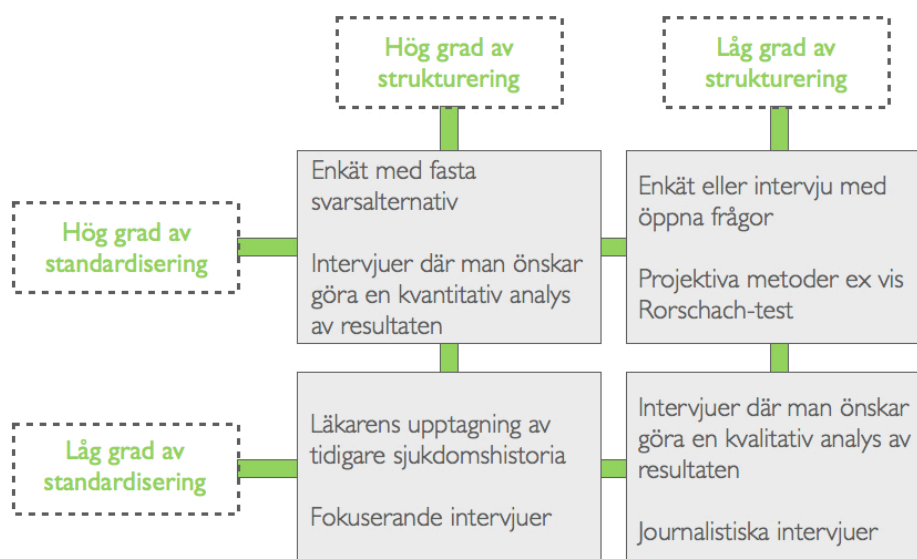 Hög grad av
strukturering
Låg grad av
strukturering
Hög grad av
standardisering
Enkät med fasta
svarsalternativ
Intervjuer där man önskar
göra en kvantitativ analys
av resultaten
Enkät eller intervju med
öppna frågor
Projektiva metoder ex vis
Rorschach-test
Låg grad av
standardisering
Läkarens upptagning av
tidigare sjukdomshistoria
Fokuserande intervjuer
Intervjuer där man önskar
göra en kvalitativ analys av
resultaten
Journalistiska intervjuer